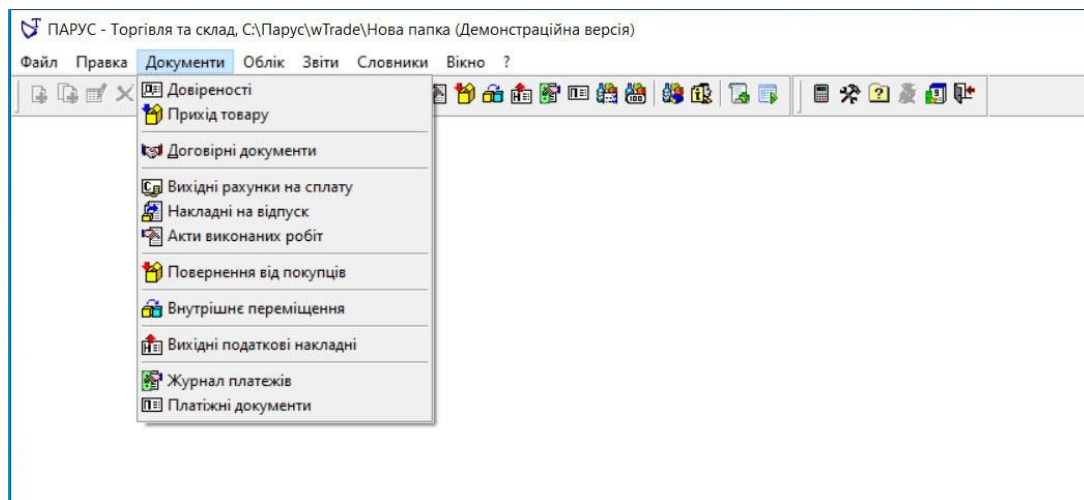 ПАРУС - Торгівля та склад, C:\Парус\wTrade\Нова папка (Демонстраційна версія)
Файл Правка Документи Облік Звіти Словники Вікно ?
Довіреності
Прихід товару
Договірні документи
Вихідні рахунки на сплату
Накладні на відпуск
Акти виконаних робіт
Повернення від покупців
Внутрішнє переміщення
Вихідні податкові накладні
Журнал платежів
Платіжні документи